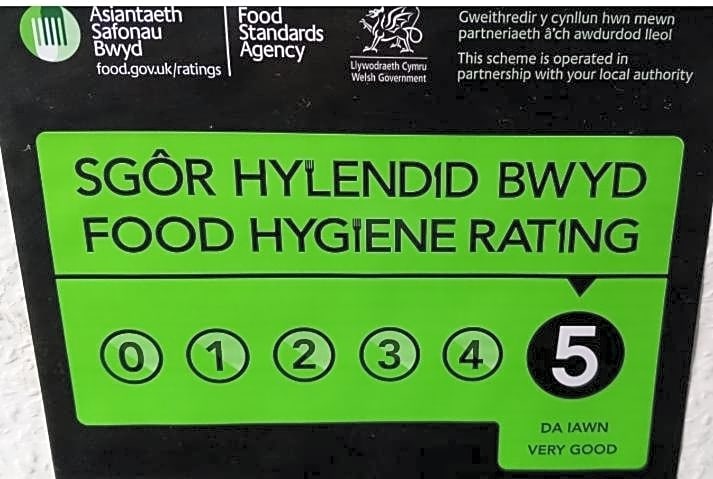 Asiantaeth
Safonau
Bwyd
food.gov.uk/ratings
Food
Standards
Agency
Llywodraeth Cymru
Welsh Government
Gweithredir y cynllun hwn mewn
partneriaeth â'ch awdurdod lleol
This scheme is operated in
partnership with your local authority
SGÔR HYLENDID BWYD
FOOD HYGIENE RATING
0 1 2 3 4 5
DA IAWN
VERY GOOD